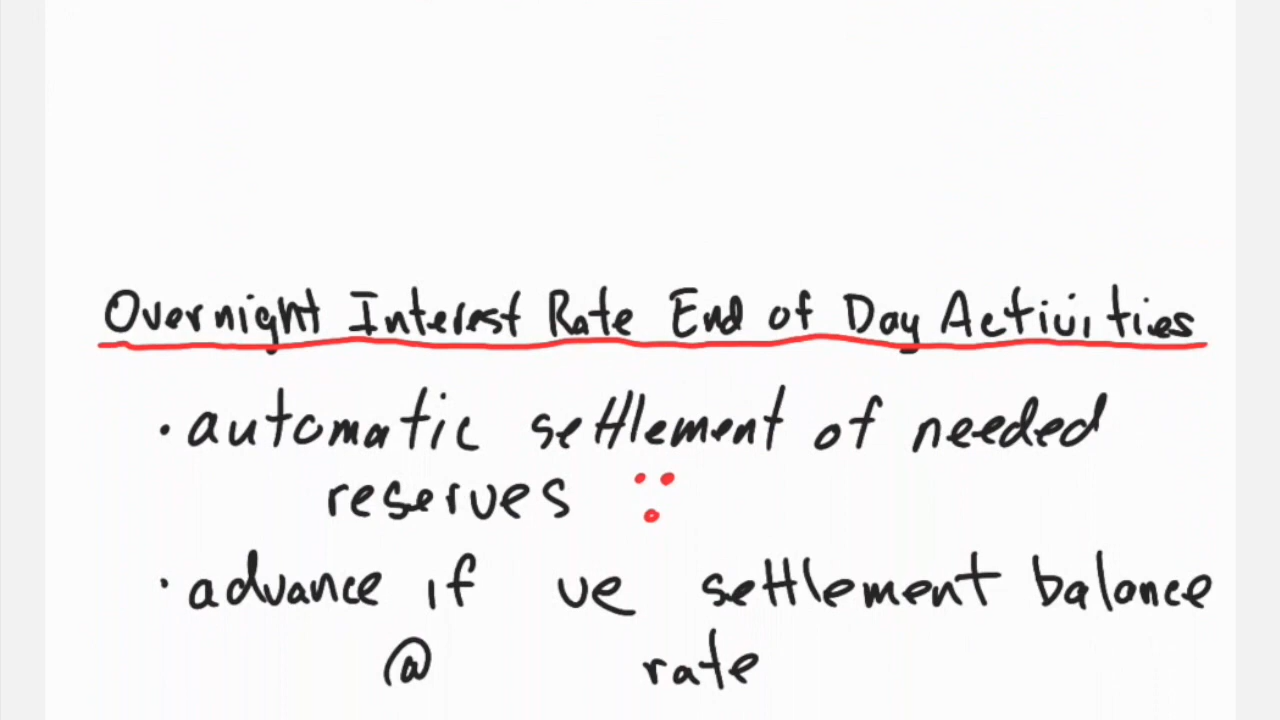 Overnight Interest Rate End of Day Activities
· automatic settlement of needed
reserves ∵
· advance if ve settlement balance
@ rate